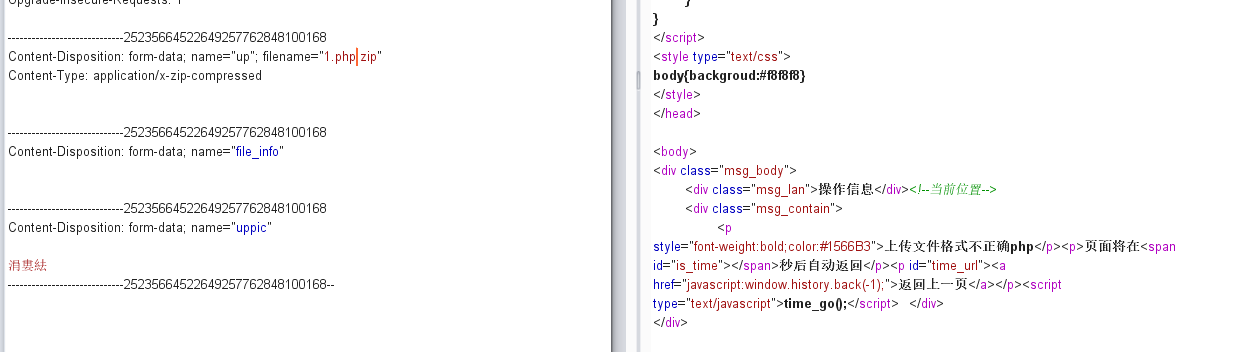 Upgrade-Insecure-Requests: 1
-----------------------------252356645226492577628​48100168
Content-Disposition: form-data; name="up"; filename="1.php zip"
Content-Type: application/x-zip-compressed
-----------------------------25235664522649257762848100168
Content-Disposition: form-data; name="file_info"
-----------------------------25235664522649257762848100168
Content-Disposition: form-data; name="uppic"
涓婁紶
-----------------------------25235664522649257762848100168--
}
}
</script>
<style type="text/css">
body{backgroud:#f8f8f8}
</style>
</head>
<body>
<div class="msg_body">
<div class="msg_lan">操作信息</div><!--当前位置-->
<div class="msg_contain">
<p
style="font-weight:bold;color:#1566B3">上传文件格式不正确php</p><p>页面将在<span
id="is_time"></span>秒后自动返回</p><p id="time_url"><a
href="javascript:window.history.back(-1);">返回上一页</a></p><script
type="text/javascript">time_go();</script> </div>
</div>